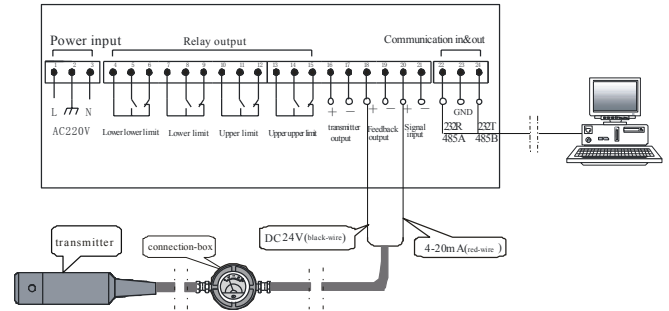 Power input Relay output Communication in&out
1 2 3 4 5 6 7 8 9 10 11 12 13 14 15 16 17 18 19 20 21 22 23 24
L N
AC220V
Lower lower limit Lower limit Upper limit Upper upper limit
+ − + − + −
transmitter output
Feedback output
Signal input
GND
232R 232T
485A 485B
DC24V(black-wire)
4-20mA(red-wire)
transmitter
connection-box